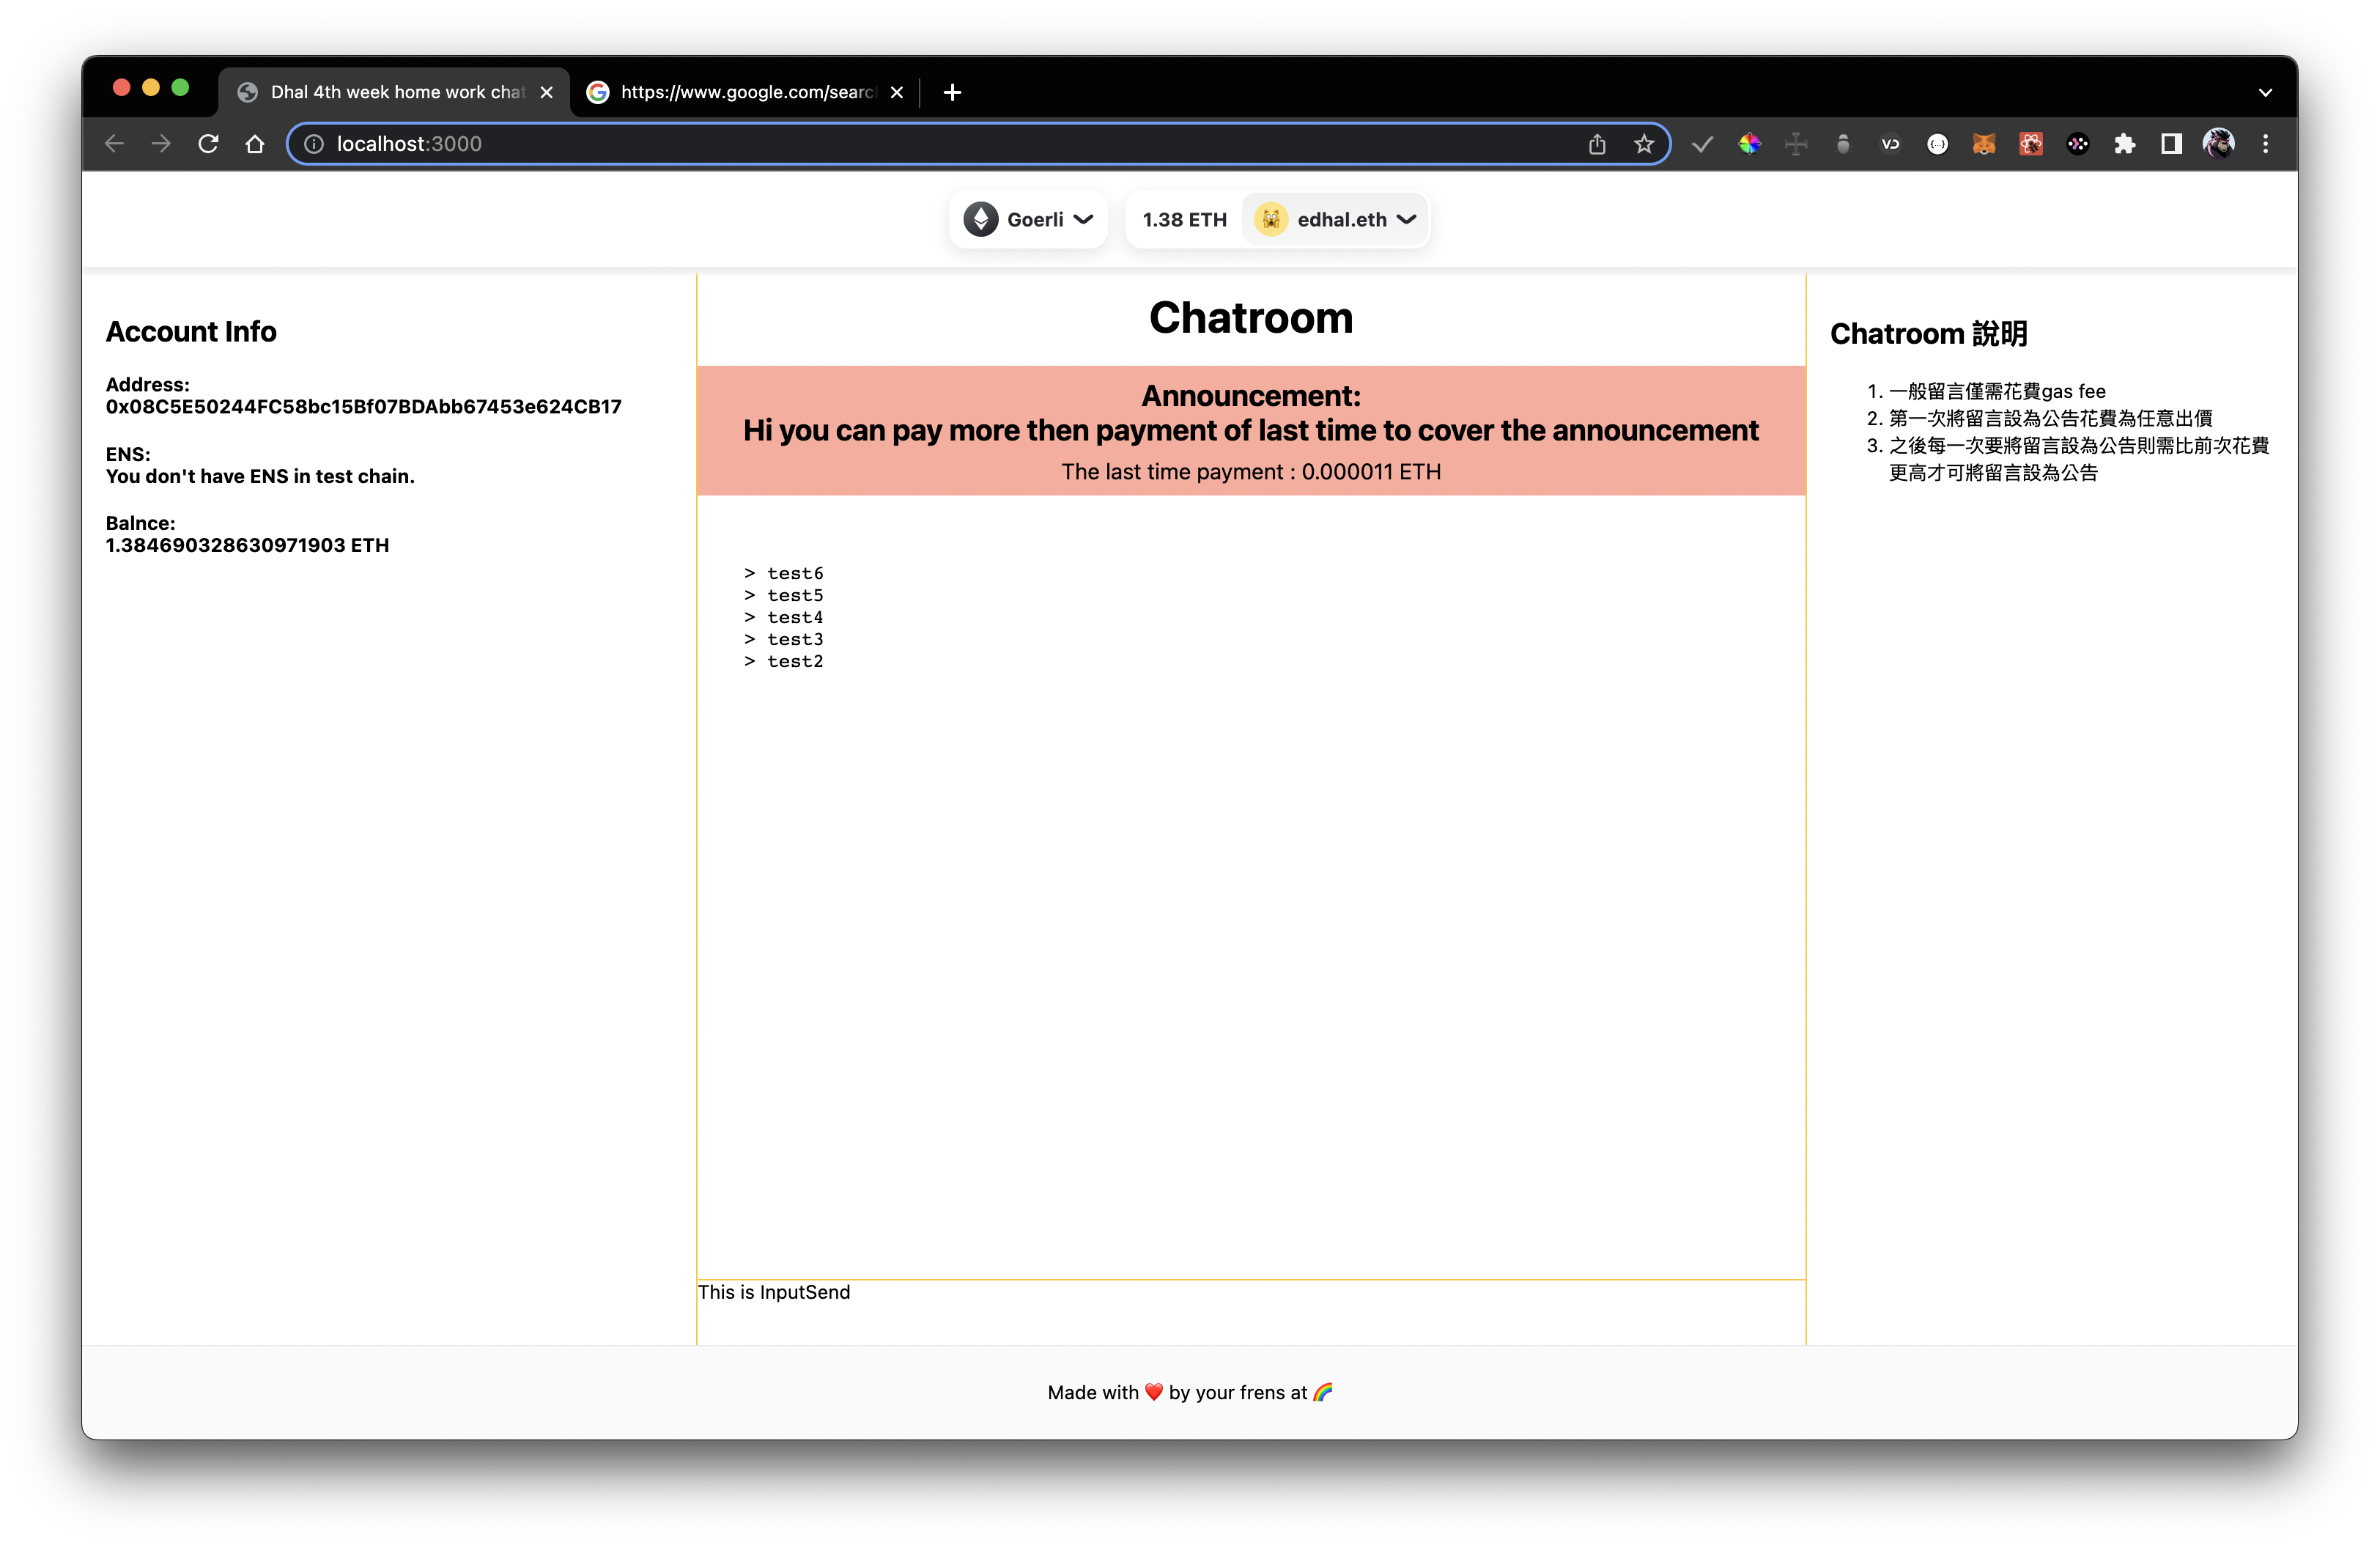 Dhal 4th week home work chat
https://www.google.com/searc
localhost:3000
Goerli
1.38 ETH
edhal.eth
Account Info
Address:
0x08C5E50244FC58bc15Bf07BDAbb67453e624CB17
ENS:
You don't have ENS in test chain.
Balnce:
1.384690328630971903 ETH
Chatroom
Announcement:
Hi you can pay more then payment of last time to cover the announcement
The last time payment : 0.000011 ETH
> test6
> test5
> test4
> test3
> test2
This is InputSend
Chatroom 說明
1. 一般留言僅需花費gas fee
2. 第一次將留言設為公告花費為任意出價
3. 之後每一次要將留言設為公告則需比前次花費
更高才可將留言設為公告
Made with ❤️ by your frens at 🌈